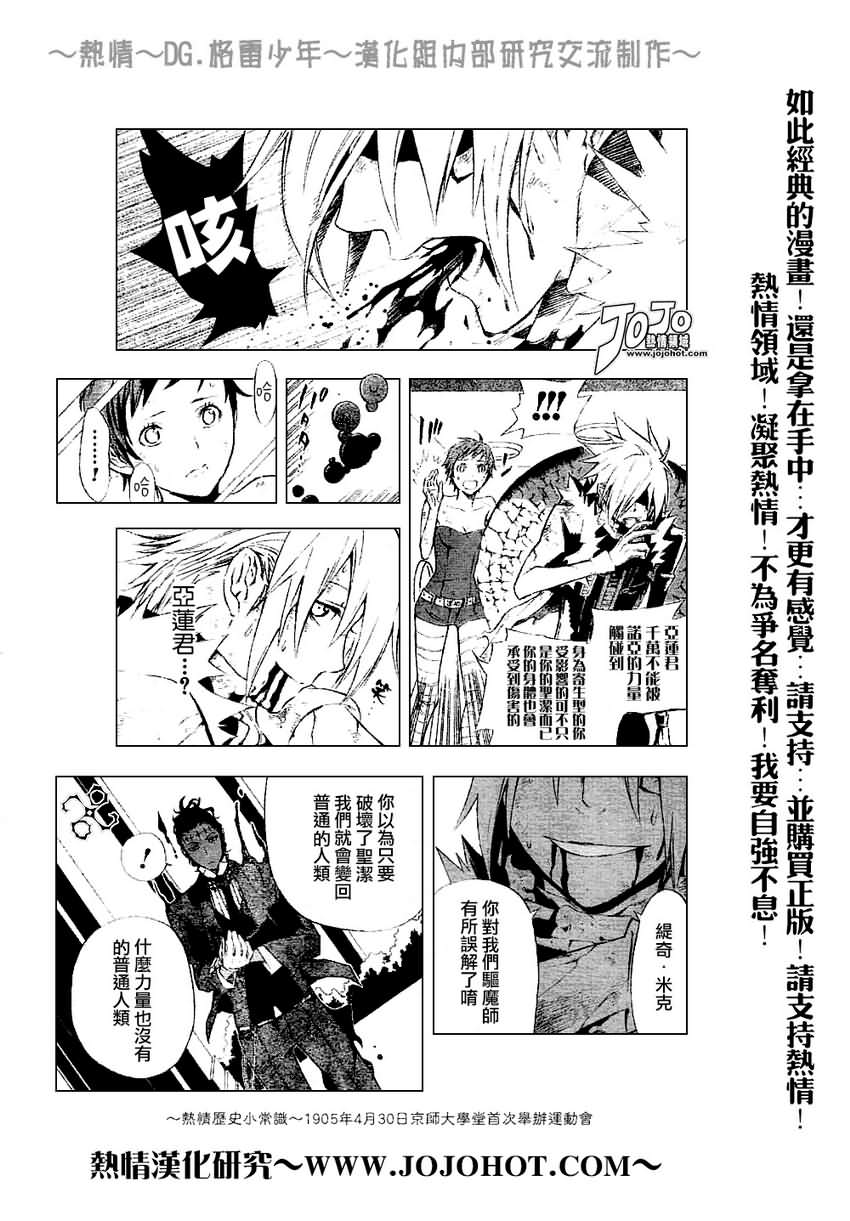 ～熱情～DG.格雷少年～漢化組內部研究交流制作～
如此經典的漫畫！還是拿在手中…才更有感覺…請支持…並購買正版！請支持熱情！
熱情領域！凝聚熱情！不為爭名奪利！我要自強不息！
咳
JOJO
熱情領域
www.jojohot.com
!!!
亞蓮君
千萬不能被
諾亞的力量
觸碰到
身為寄生型的你
受影響的可不只
是你的聖潔而已
你的身體也會
承受到傷害的
哈
……!
哈
亞蓮君…?
笑
緹奇·米克
你對我們驅魔師
有所誤解了唷
你以為只要
破壞了聖潔
我們就會變回
普通的人類
!
什麼力量也沒有
的普通人類
～熱情歷史小常識～1905年4月30日京師大學堂首次舉辦運動會
熱情漢化研究～WWW.JOJOHOT.COM～